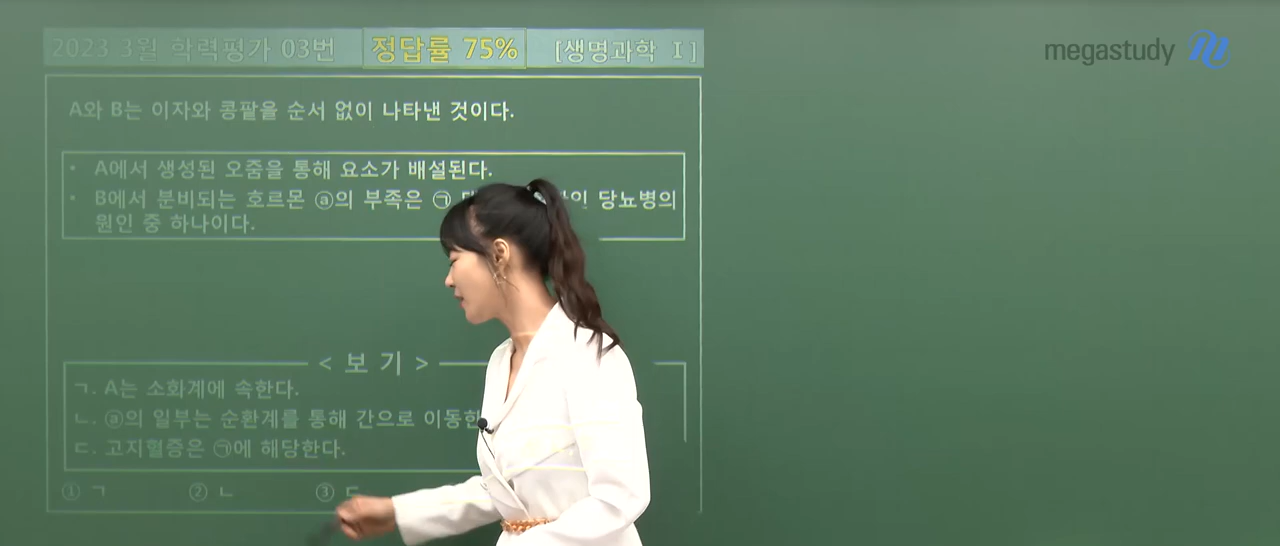 2023 3월 학력평가 03번 정답률 75% [생명과학 Ⅰ]
megastudy
A와 B는 이자와 콩팥을 순서 없이 나타낸 것이다.
• A에서 생성된 오줌을 통해 요소가 배설된다.
• B에서 분비되는 호르몬 ⓐ의 부족은 ㉠ 당뇨병의
원인 중 하나이다.
< 보 기 >
ㄱ. A는 소화계에 속한다.
ㄴ. ⓐ의 일부는 순환계를 통해 간으로
ㄷ. 고지혈증은 ㉠에 해당한다.
① ㄱ ② ㄴ ③ ㄷ